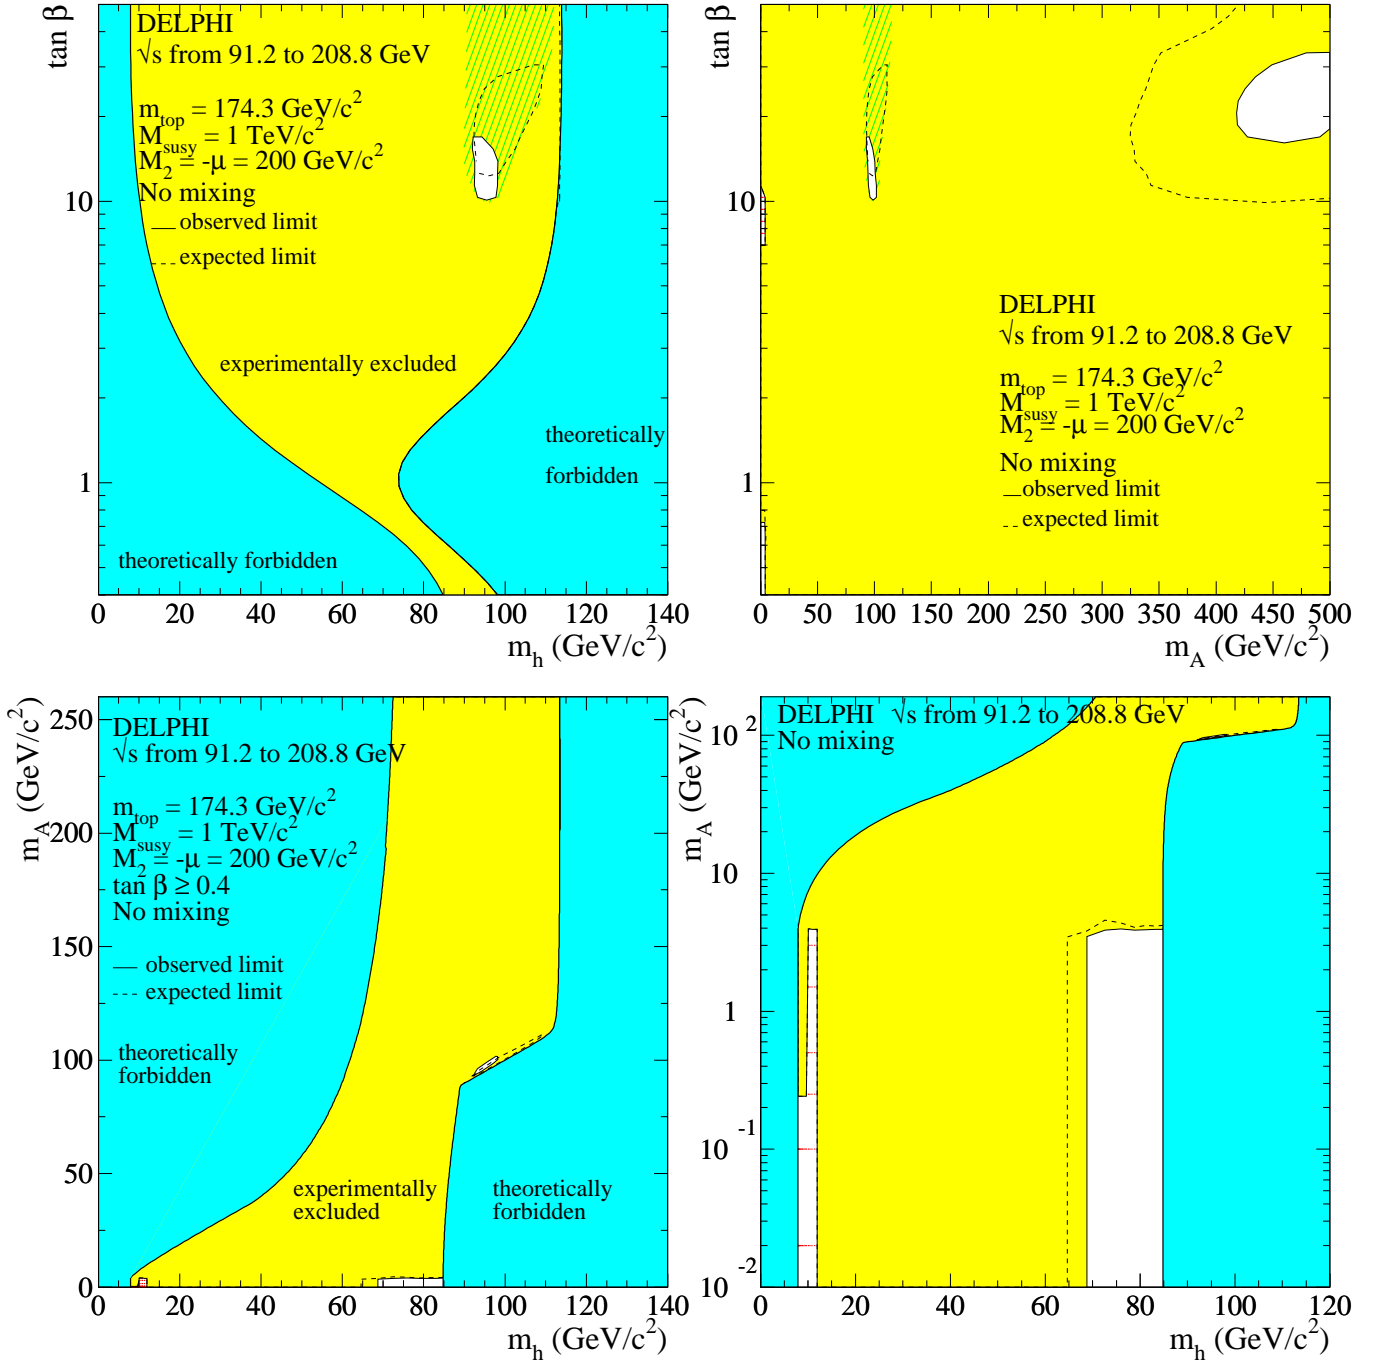 tan β
DELPHI
√s from 91.2 to 208.8 GeV
m_top = 174.3 GeV/c²
M_susy = 1 TeV/c²
M_2 = -μ = 200 GeV/c²
No mixing
observed limit
expected limit
experimentally excluded
theoretically
forbidden
theoretically forbidden
10
1
0 20 40 60 80 100 120 140
m_h (GeV/c²)
tan β
10
1
DELPHI
√s from 91.2 to 208.8 GeV
m_top = 174.3 GeV/c²
M_susy = 1 TeV/c²
M_2 = -μ = 200 GeV/c²
No mixing
observed limit
expected limit
0 50 100 150 200 250 300 350 400 450 500
m_A (GeV/c²)
m_A (GeV/c²)
250
200
150
100
50
0
DELPHI
√s from 91.2 to 208.8 GeV
m_top = 174.3 GeV/c²
M_susy = 1 TeV/c²
M_2 = -μ = 200 GeV/c²
tan β ≥ 0.4
No mixing
observed limit
expected limit
theoretically
forbidden
experimentally
excluded
theoretically
forbidden
0 20 40 60 80 100 120 140
m_h (GeV/c²)
m_A (GeV/c²)
DELPHI √s from 91.2 to 208.8 GeV
No mixing
10²
10
1
10⁻¹
10⁻²
0 20 40 60 80 100 120
m_h (GeV/c²)